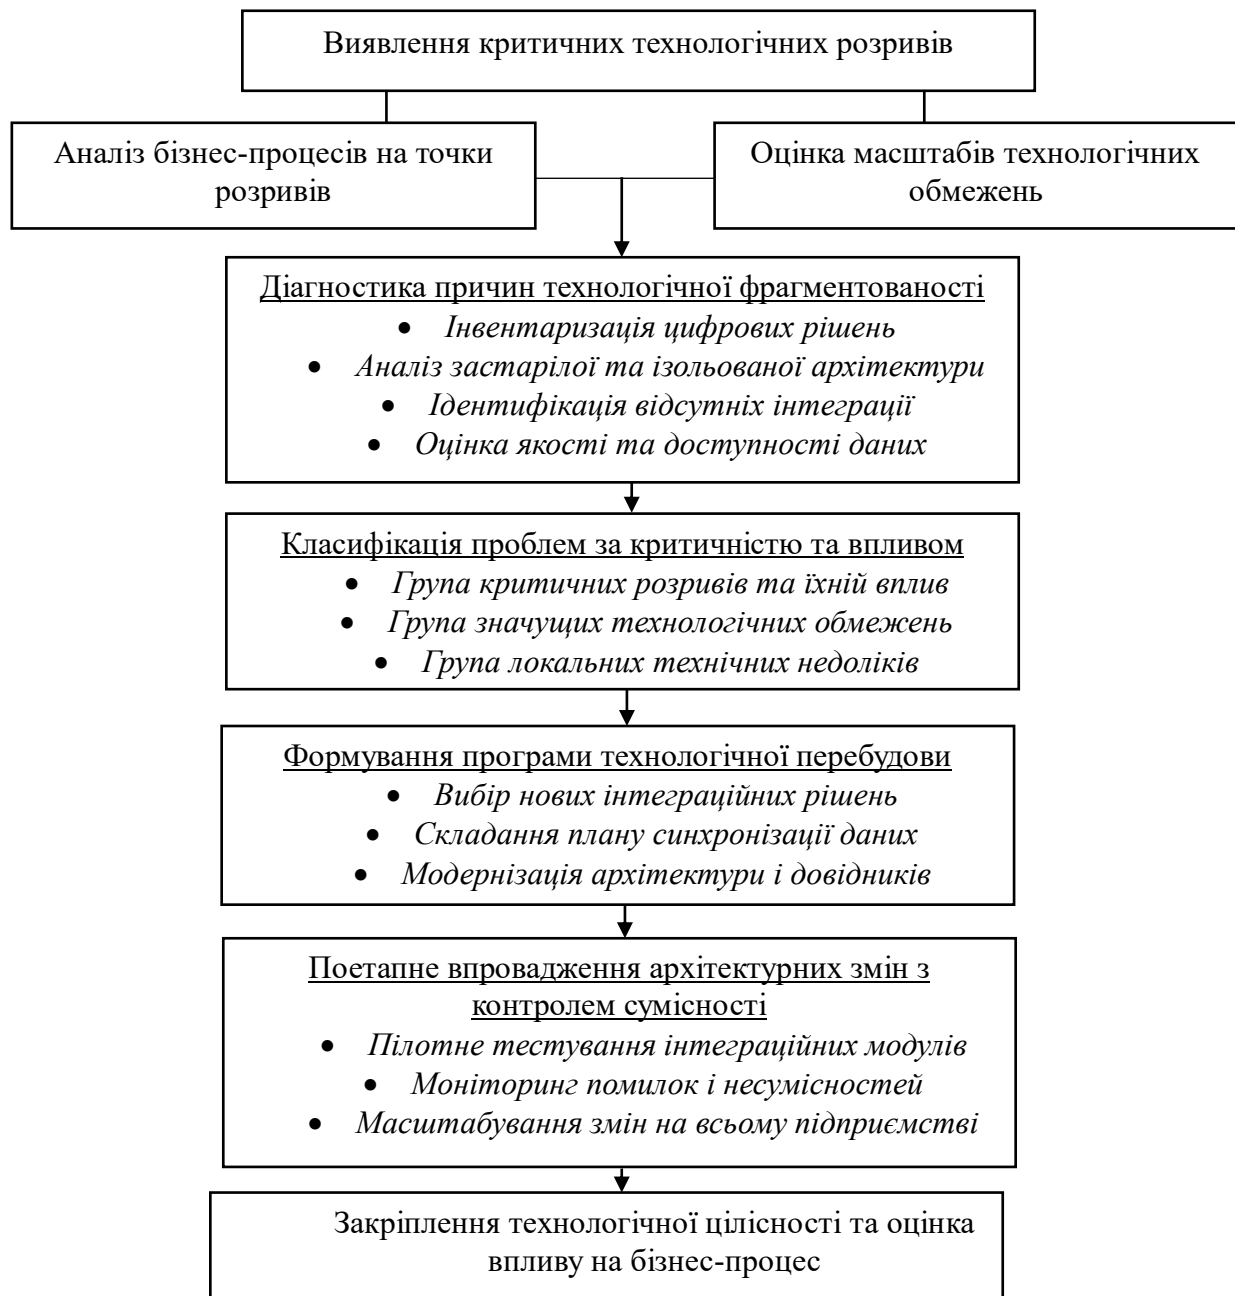 Виявлення критичних технологічних розривів
Аналіз бізнес-процесів на точки
розривів
Оцінка масштабів технологічних
обмежень
Діагностика причин технологічної фрагментованості
• Інвентаризація цифрових рішень
• Аналіз застарілої та ізольованої архітектури
• Ідентифікація відсутніх інтеграції
• Оцінка якості та доступності даних
Класифікація проблем за критичністю та впливом
• Група критичних розривів та їхній вплив
• Група значущих технологічних обмежень
• Група локальних технічних недоліків
Формування програми технологічної перебудови
• Вибір нових інтеграційних рішень
• Складання плану синхронізації даних
• Модернізація архітектури і довідників
Поетапне впровадження архітектурних змін з
контролем сумісності
• Пілотне тестування інтеграційних модулів
• Моніторинг помилок і несумісностей
• Масштабування змін на всьому підприємстві
Закріплення технологічної цілісності та оцінка
впливу на бізнес-процес